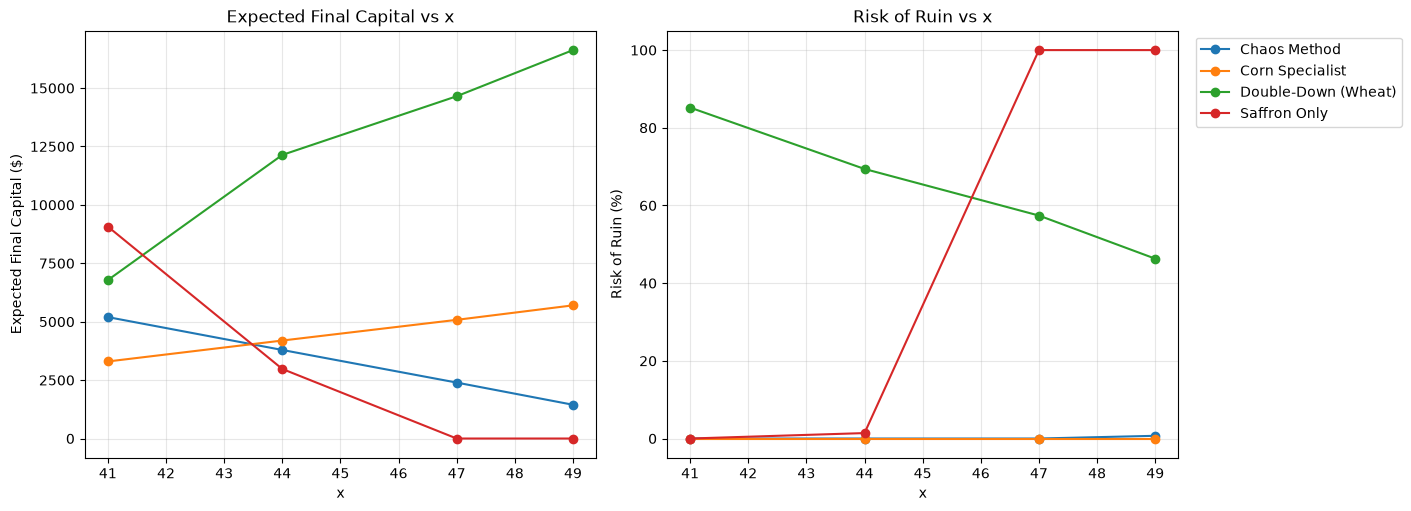 Expected Final Capital vs x
Expected Final Capital ($)
15000
12500
10000
7500
5000
2500
0
41 42 43 44 45 46 47 48 49
x
Risk of Ruin vs x
Risk of Ruin (%)
100
80
60
40
20
0
41 42 43 44 45 46 47 48 49
x
Chaos Method
Corn Specialist
Double-Down (Wheat)
Saffron Only